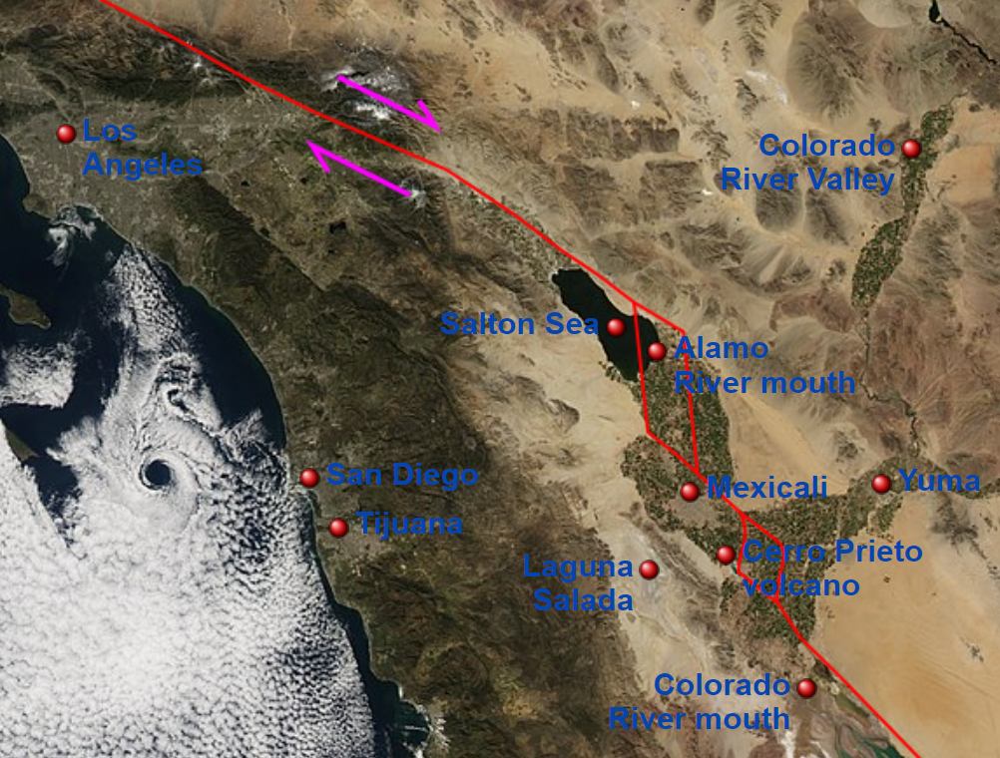 Los
Angeles
Colorado
River Valley
Salton Sea
Alamo
River mouth
San Diego
Mexicali
Yuma
Tijuana
Cerro Prieto
volcano
Laguna
Salada
Colorado
River mouth